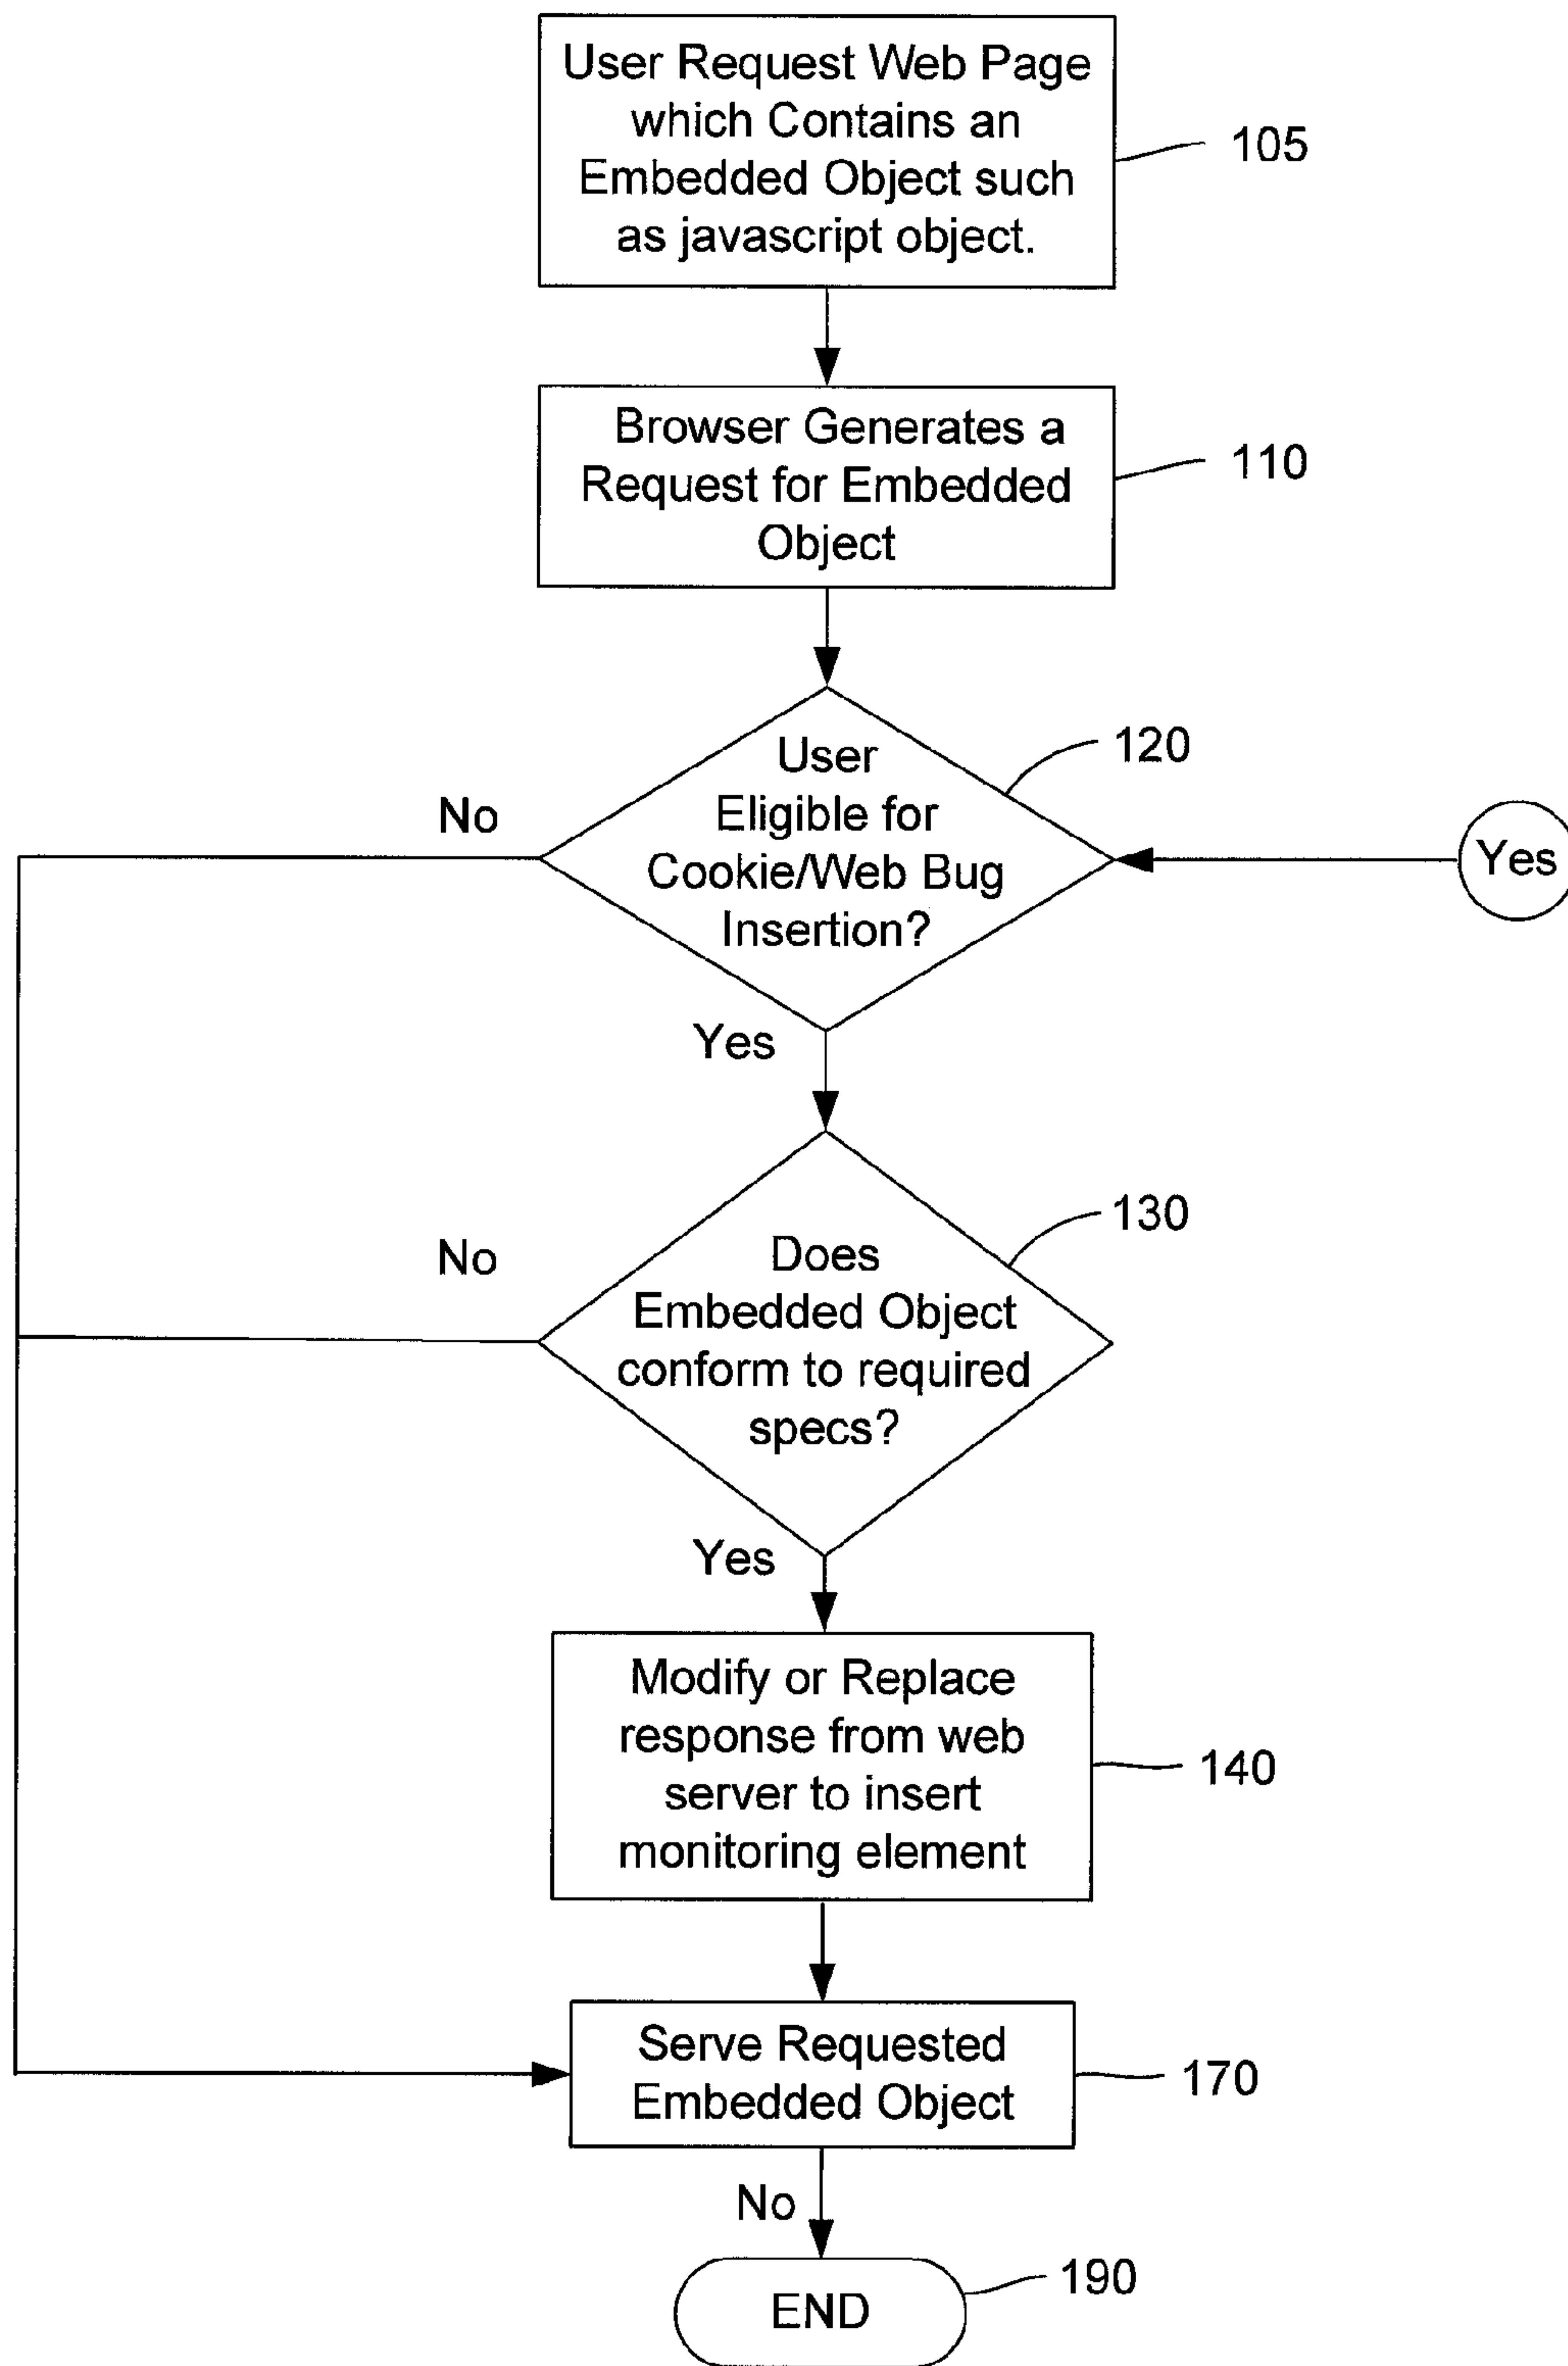 User Request Web Page
which Contains an
Embedded Object such
as javascript object.
105
Browser Generates a
Request for Embedded
Object
110
User
Eligible for
Cookie/Web Bug
Insertion?
120
No
Yes
Yes
Does
Embedded Object
conform to required
specs?
130
No
Yes
Modify or Replace
response from web
server to insert
monitoring element
140
Serve Requested
Embedded Object
170
No
END
190